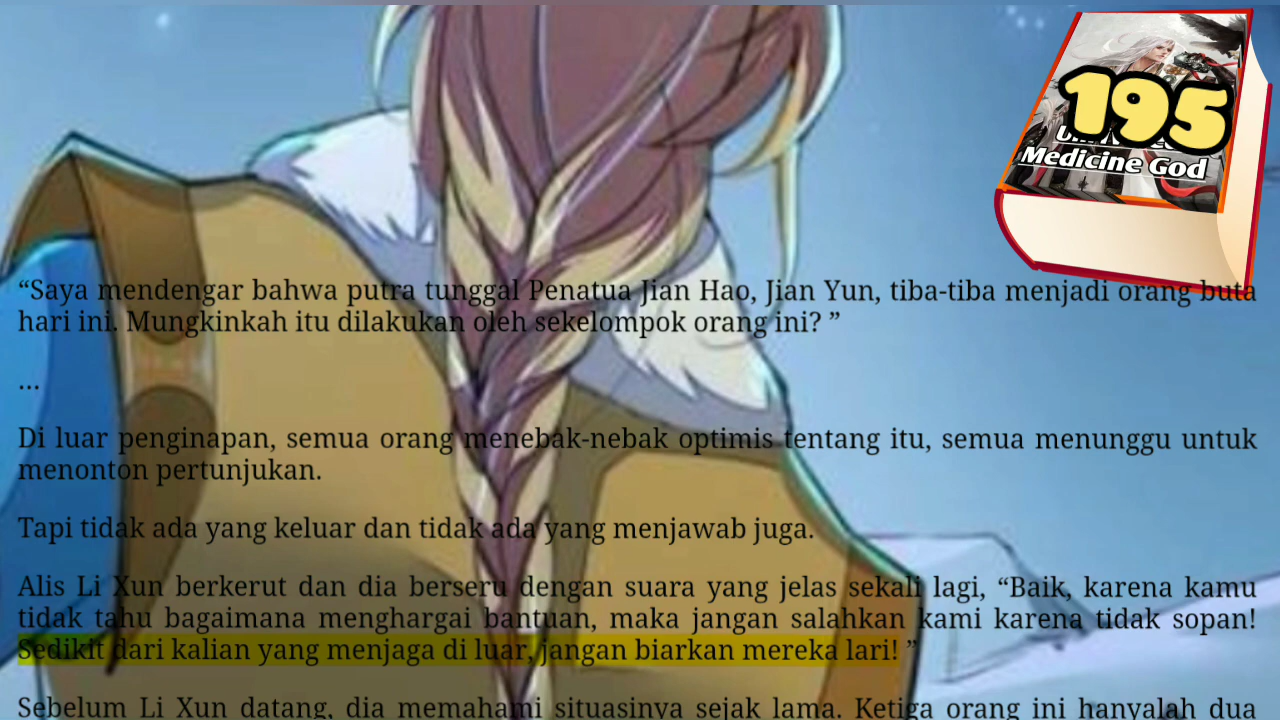 195
Medicine God
“Saya mendengar bahwa putra tunggal Penatua Jian Hao, Jian Yun, tiba-tiba menjadi orang buta
hari ini. Mungkinkah itu dilakukan oleh sekelompok orang ini? ”
...
Di luar penginapan, semua orang menebak-nebak optimis tentang itu, semua menunggu untuk
menonton pertunjukan.
Tapi tidak ada yang keluar dan tidak ada yang menjawab juga.
Alis Li Xun berkerut dan dia berseru dengan suara yang jelas sekali lagi, “Baik, karena kamu
tidak tahu bagaimana menghargai bantuan, maka jangan salahkan kami karena tidak sopan!
Sedikit dari kalian yang menjaga di luar, jangan biarkan mereka lari! ”
Sebelum Li Xun datang, dia memahami situasinya sejak lama. Ketiga orang ini hanyalah dua